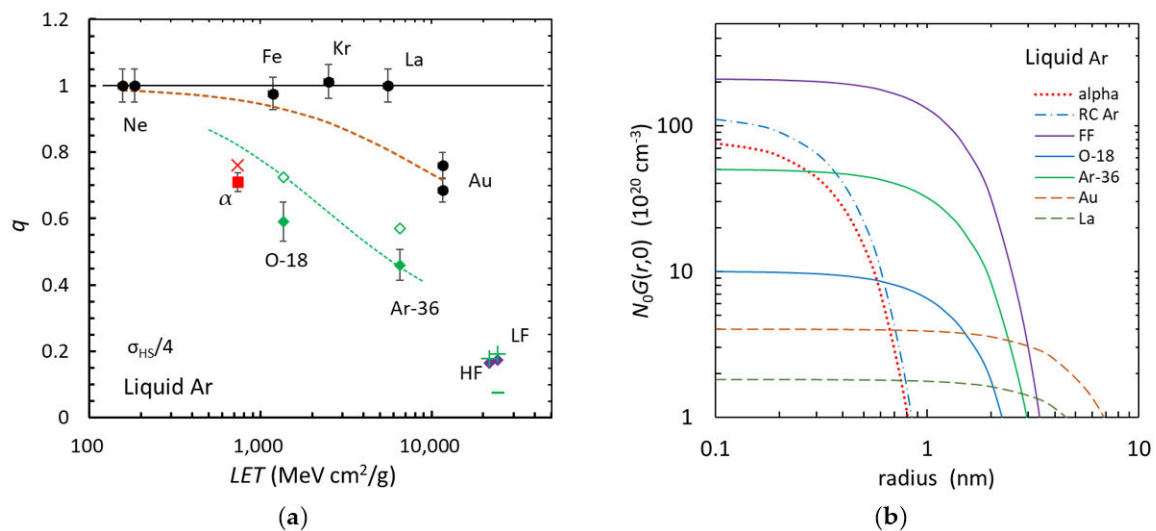 1.2
1
0.8
0.6
0.4
0.2
0
q
Fe
Kr
La
Ne
Au
α
O-18
Ar-36
LF
HF
σHS/4
Liquid Ar
100
1,000
10,000
LET (MeV cm²/g)
(a)
Liquid Ar
alpha
RC Ar
FF
O-18
Ar-36
Au
La
100
10
1
N₀G(r,0) (10²⁰ cm⁻³)
0.1
1
10
radius (nm)
(b)